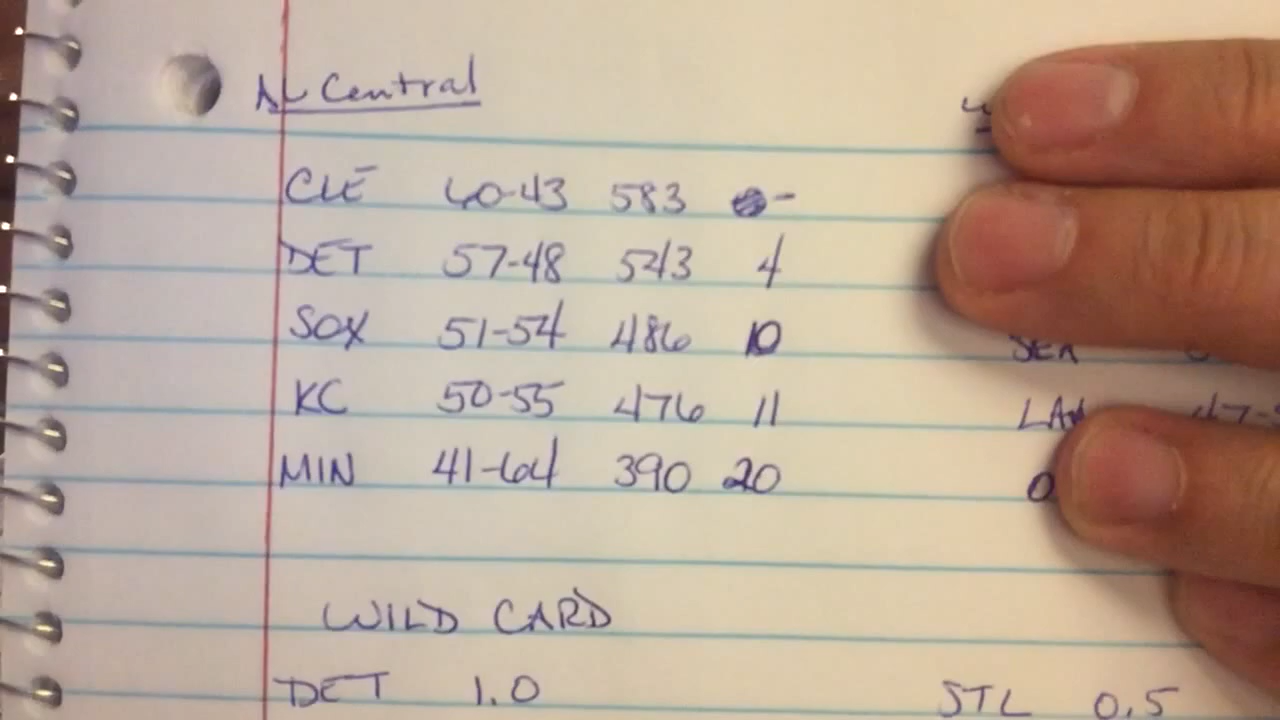 AL Central
CLE 60-43 583 -
DET 57-48 543 4
SOX 51-54 486 10
KC 50-55 476 11
MIN 41-64 390 20
WILD CARD
DET 1.0 STL 0.5